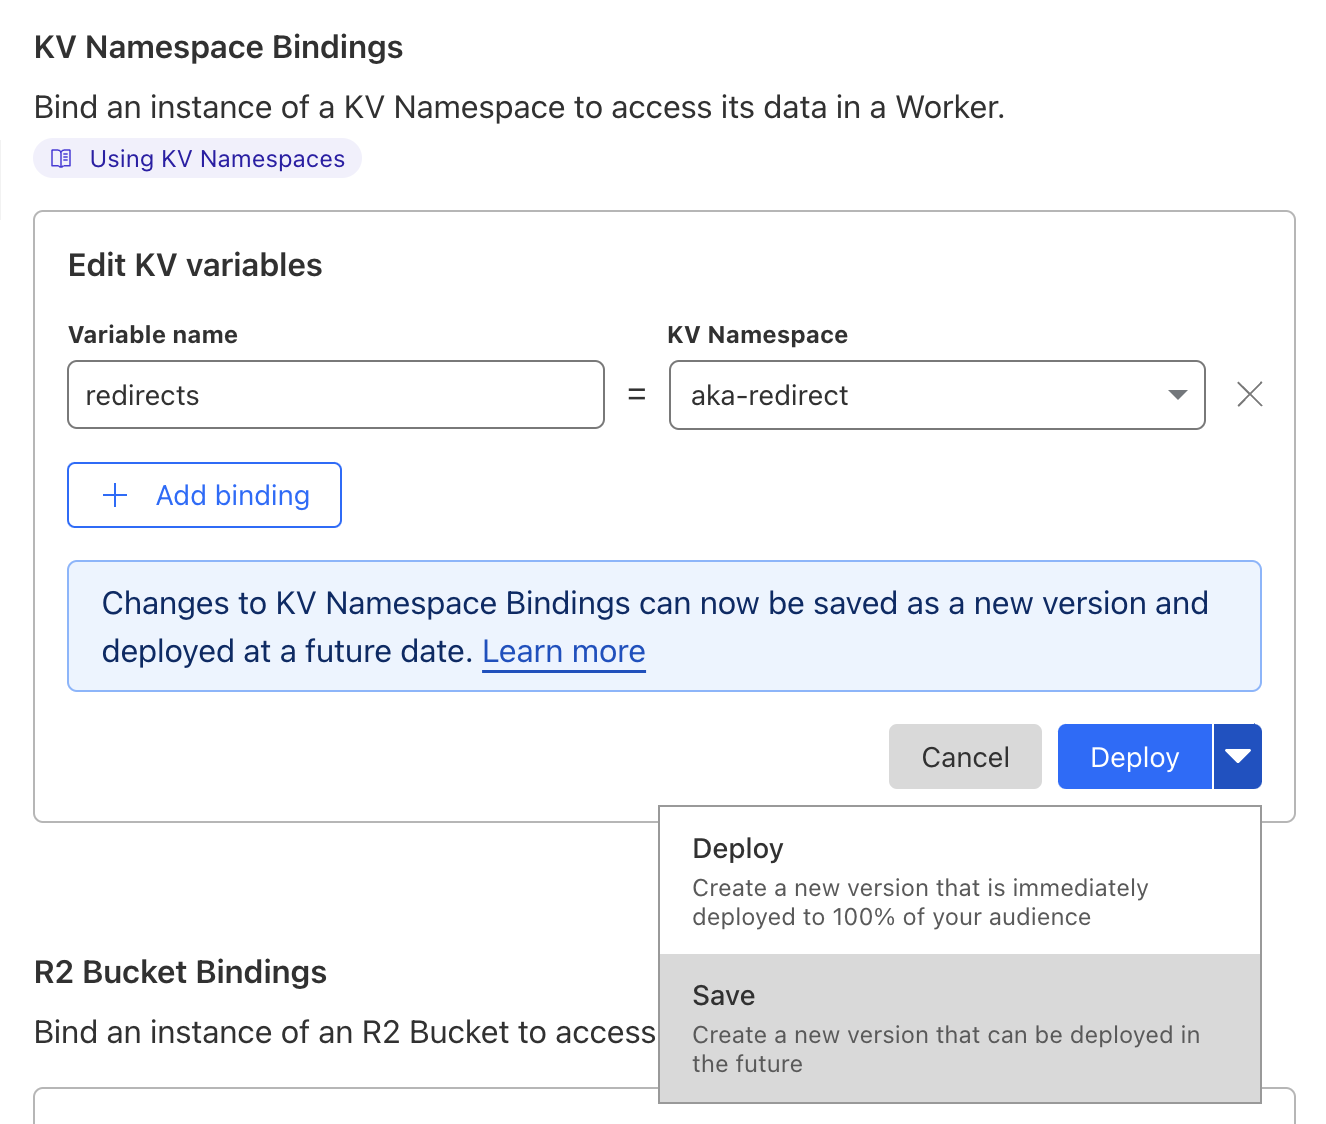 KV Namespace Bindings
Bind an instance of a KV Namespace to access its data in a Worker.
Using KV Namespaces
Edit KV variables
Variable name
KV Namespace
redirects
=
aka-redirect
Add binding
Changes to KV Namespace Bindings can now be saved as a new version and
deployed at a future date. Learn more
Cancel
Deploy
Deploy
Create a new version that is immediately
deployed to 100% of your audience
Save
Create a new version that can be deployed in
the future
R2 Bucket Bindings
Bind an instance of an R2 Bucket to access